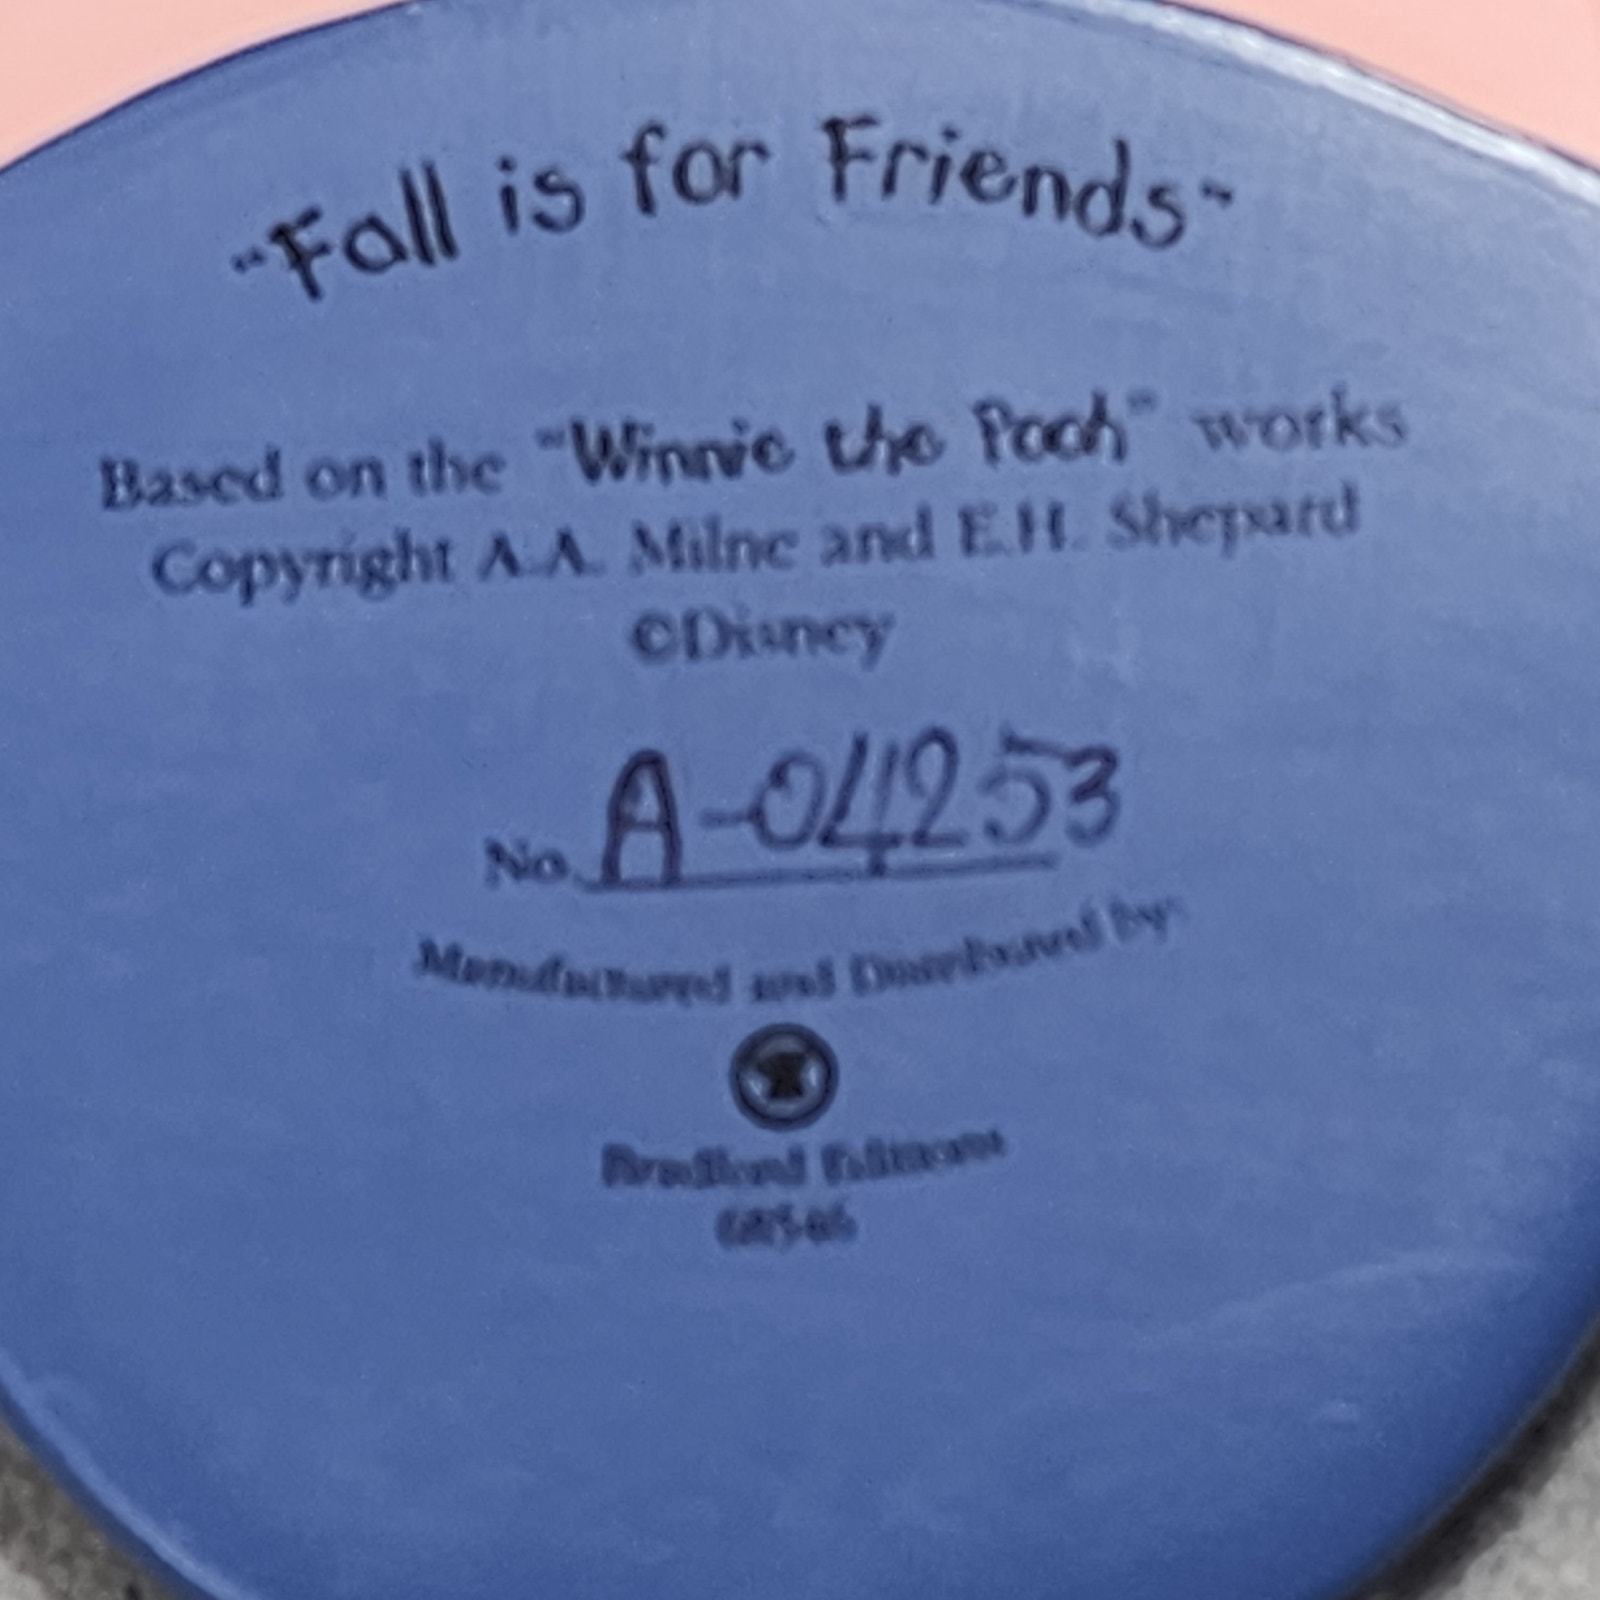 "Fall is for Friends"
Based on the "Winnie the Pooh" works
Copyright A.A. Milne and E.H. Shepard
©Disney
No. A-04253
Manufactured and Distributed by:
Bradford Editions